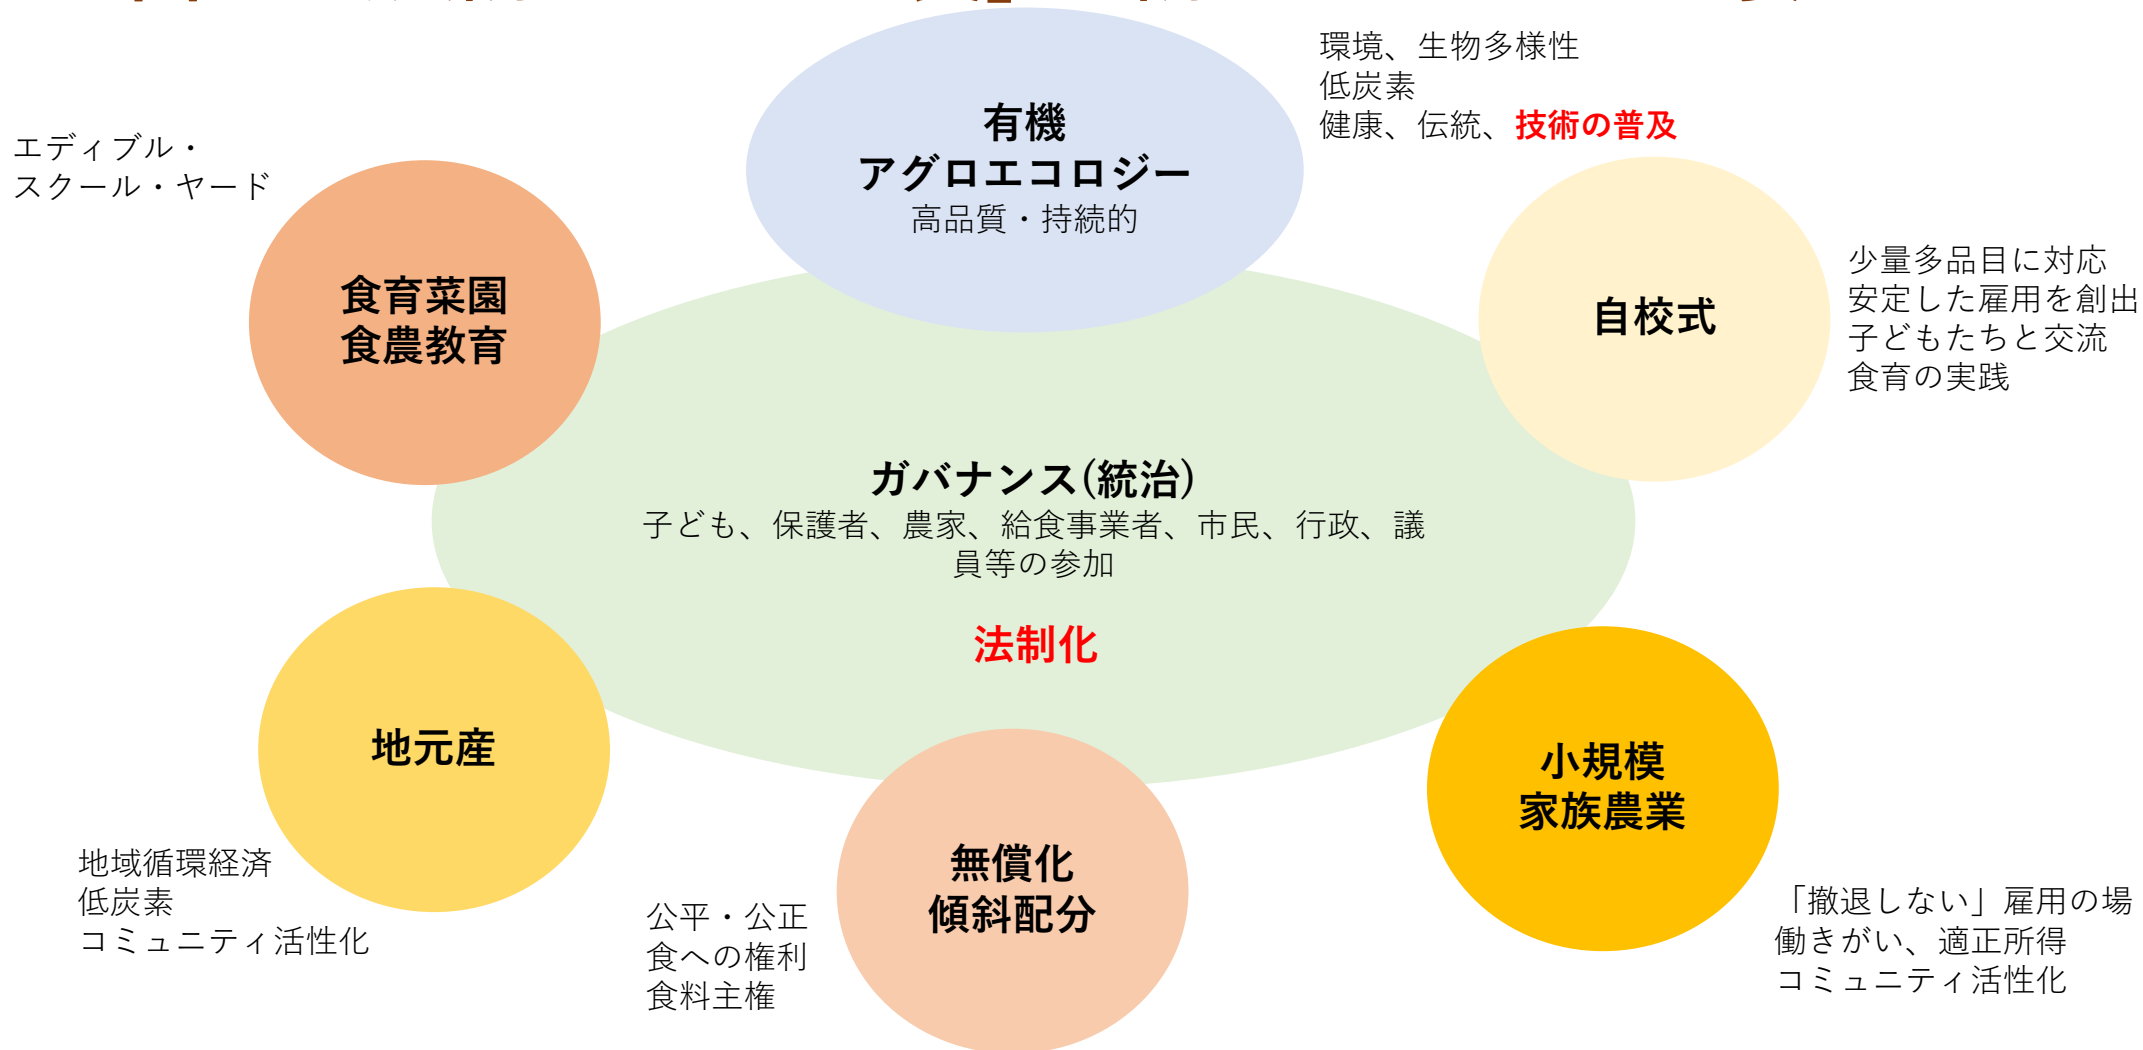 環境、生物多様性
低炭素
健康、伝統、技術の普及
有機
アグロエコロジー
高品質・持続的
エディブル・
スクール・ヤード
食育菜園
食農教育
自校式
少量多品目に対応
安定した雇用を創出
子どもたちと交流
食育の実践
ガバナンス(統治)
子ども、保護者、農家、給食事業者、市民、行政、議
員等の参加
法制化
地元産
地域循環経済
低炭素
コミュニティ活性化
無償化
傾斜配分
公平・公正
食への権利
食料主権
小規模
家族農業
「撤退しない」雇用の場
働きがい、適正所得
コミュニティ活性化